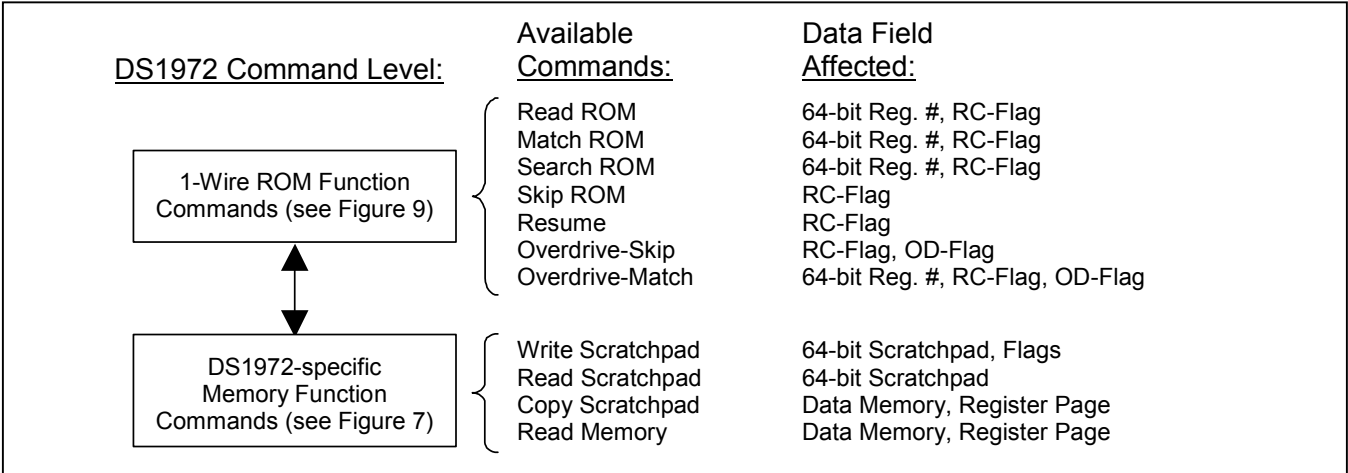 Available Data Field
DS1972 Command Level: Commands: Affected:
Read ROM 64-bit Reg. #, RC-Flag
Match ROM 64-bit Reg. #, RC-Flag
Search ROM 64-bit Reg. #, RC-Flag
1-Wire ROM Function
Commands (see Figure 9)
Skip ROM RC-Flag
Resume RC-Flag
Overdrive-Skip RC-Flag, OD-Flag
Overdrive-Match 64-bit Reg. #, RC-Flag, OD-Flag
DS1972-specific
Memory Function
Commands (see Figure 7)
Write Scratchpad 64-bit Scratchpad, Flags
Read Scratchpad 64-bit Scratchpad
Copy Scratchpad Data Memory, Register Page
Read Memory Data Memory, Register Page